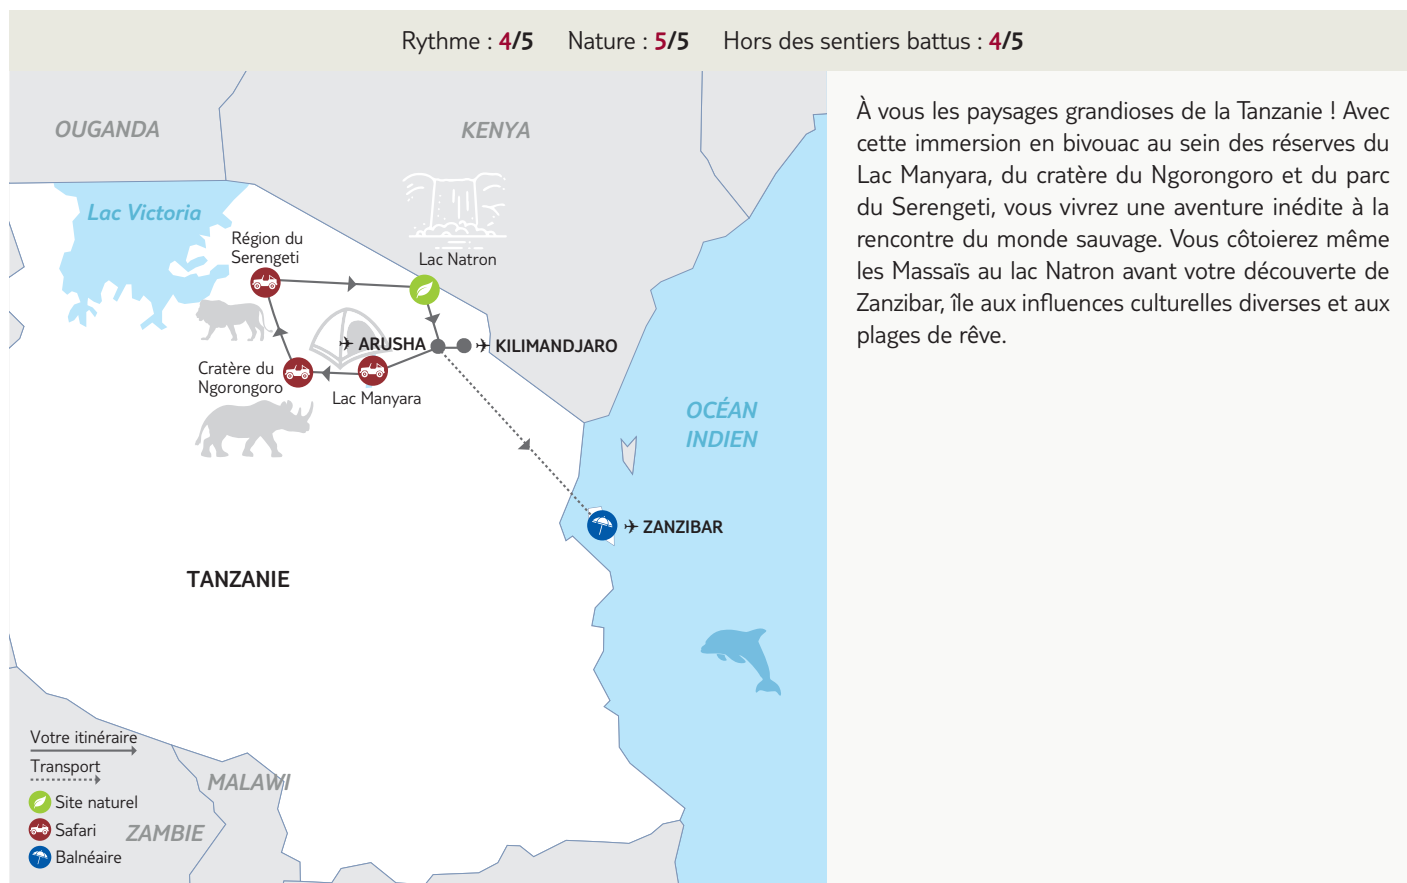 Rythme : 4/5 Nature : 5/5 Hors des sentiers battus : 4/5
OUGANDA
KENYA
Lac Victoria
Région du
Serengeti
Lac Natron
✈ ARUSHA
✈ KILIMANDJARO
Cratère du
Ngorongoro
Lac Manyara
OCÉAN
INDIEN
✈ ZANZIBAR
TANZANIE
Votre itinéraire
Transport
MALAWI
Site naturel
Safari
ZAMBIE
Balnéaire
À vous les paysages grandioses de la Tanzanie ! Avec
cette immersion en bivouac au sein des réserves du
Lac Manyara, du cratère du Ngorongoro et du parc
du Serengeti, vous vivrez une aventure inédite à la
rencontre du monde sauvage. Vous côtoierez même
les Massaïs au lac Natron avant votre découverte de
Zanzibar, île aux influences culturelles diverses et aux
plages de rêve.